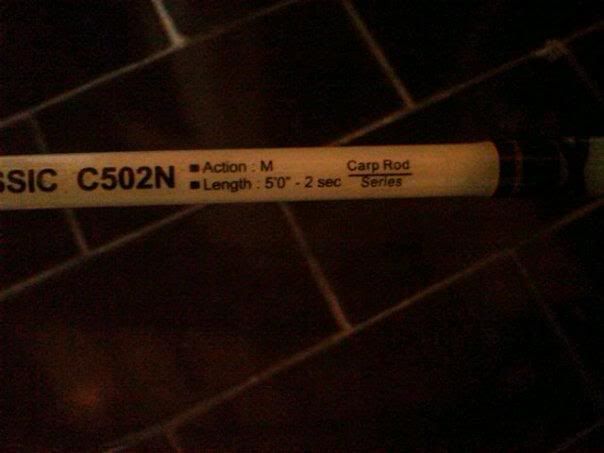 SSIC C502N
■ Action : M
■ Length : 5'0" - 2 sec
Carp Rod
Series